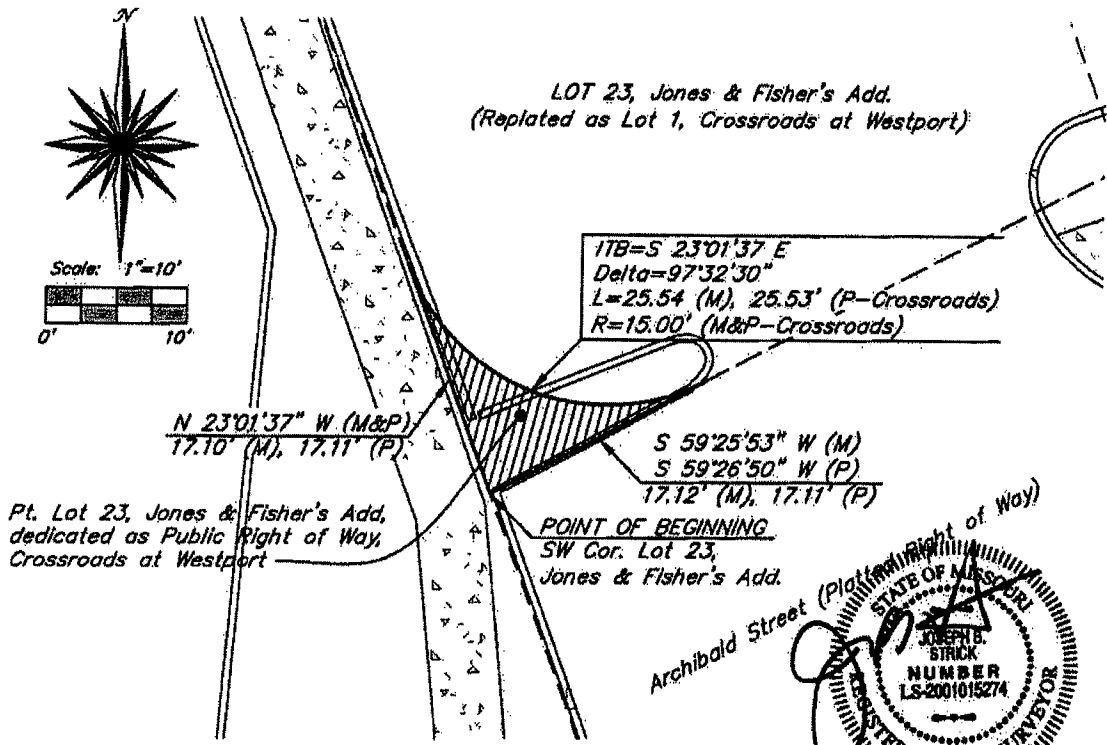 N
Scale: 1"=10'
0' 10'
LOT 23, Jones & Fisher's Add.
(Replated as Lot 1, Crossroads at Westport)
ITB=S 23°01'37 E
Delta=97°32'30"
L=25.54 (M), 25.53' (P-Crossroads)
R=15.00' (M&P-Crossroads)
N 23°01'37" W (M&P)
17.10' (M), 17.11' (P)
S 59°25'53" W (M)
S 59°26'50" W (P)
17.12' (M), 17.11' (P)
Pt. Lot 23, Jones & Fisher's Add,
dedicated as Public Right of Way,
Crossroads at Westport
POINT OF BEGINNING
SW Cor. Lot 23,
Jones & Fisher's Add.
Archibald Street (Platted Right of Way)
STATE OF MISSOURI
JOSEPH B.
STRICK
NUMBER
LS-2001015274